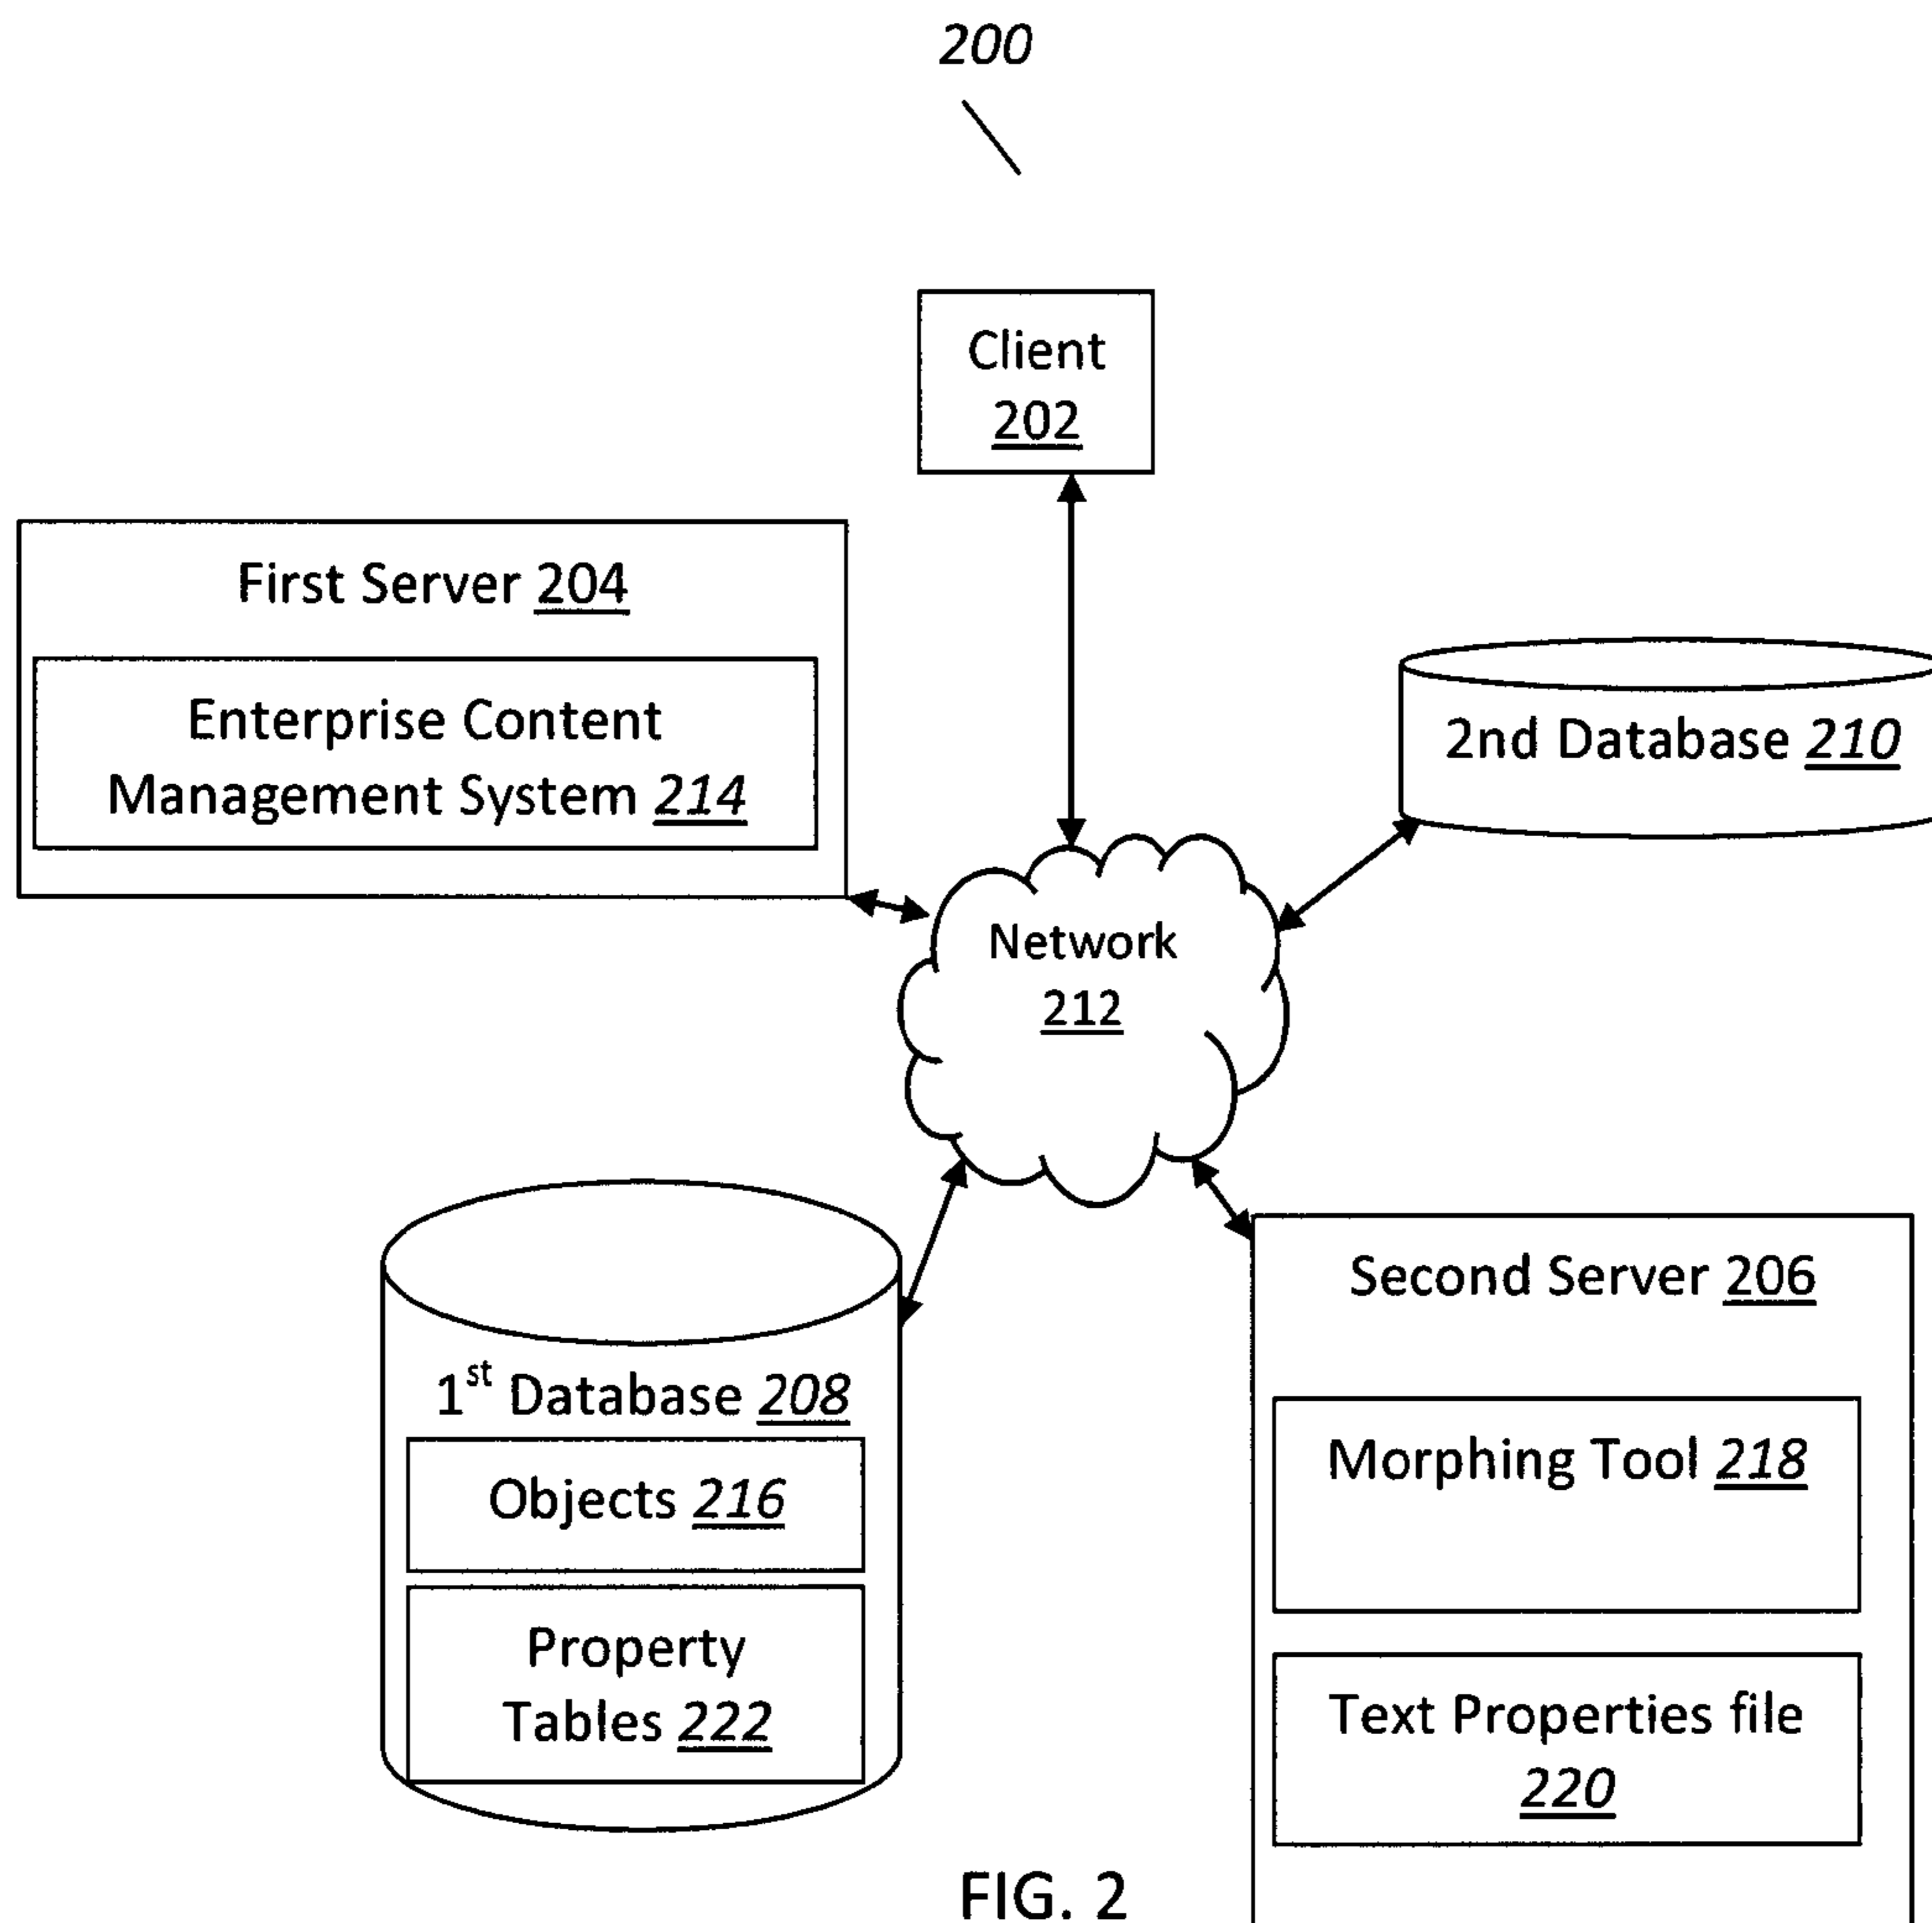 200
Client
202
First Server 204
Enterprise Content
Management System 214
2nd Database 210
Network
212
1st Database 208
Objects 216
Property
Tables 222
Second Server 206
Morphing Tool 218
Text Properties file
220
FIG. 2